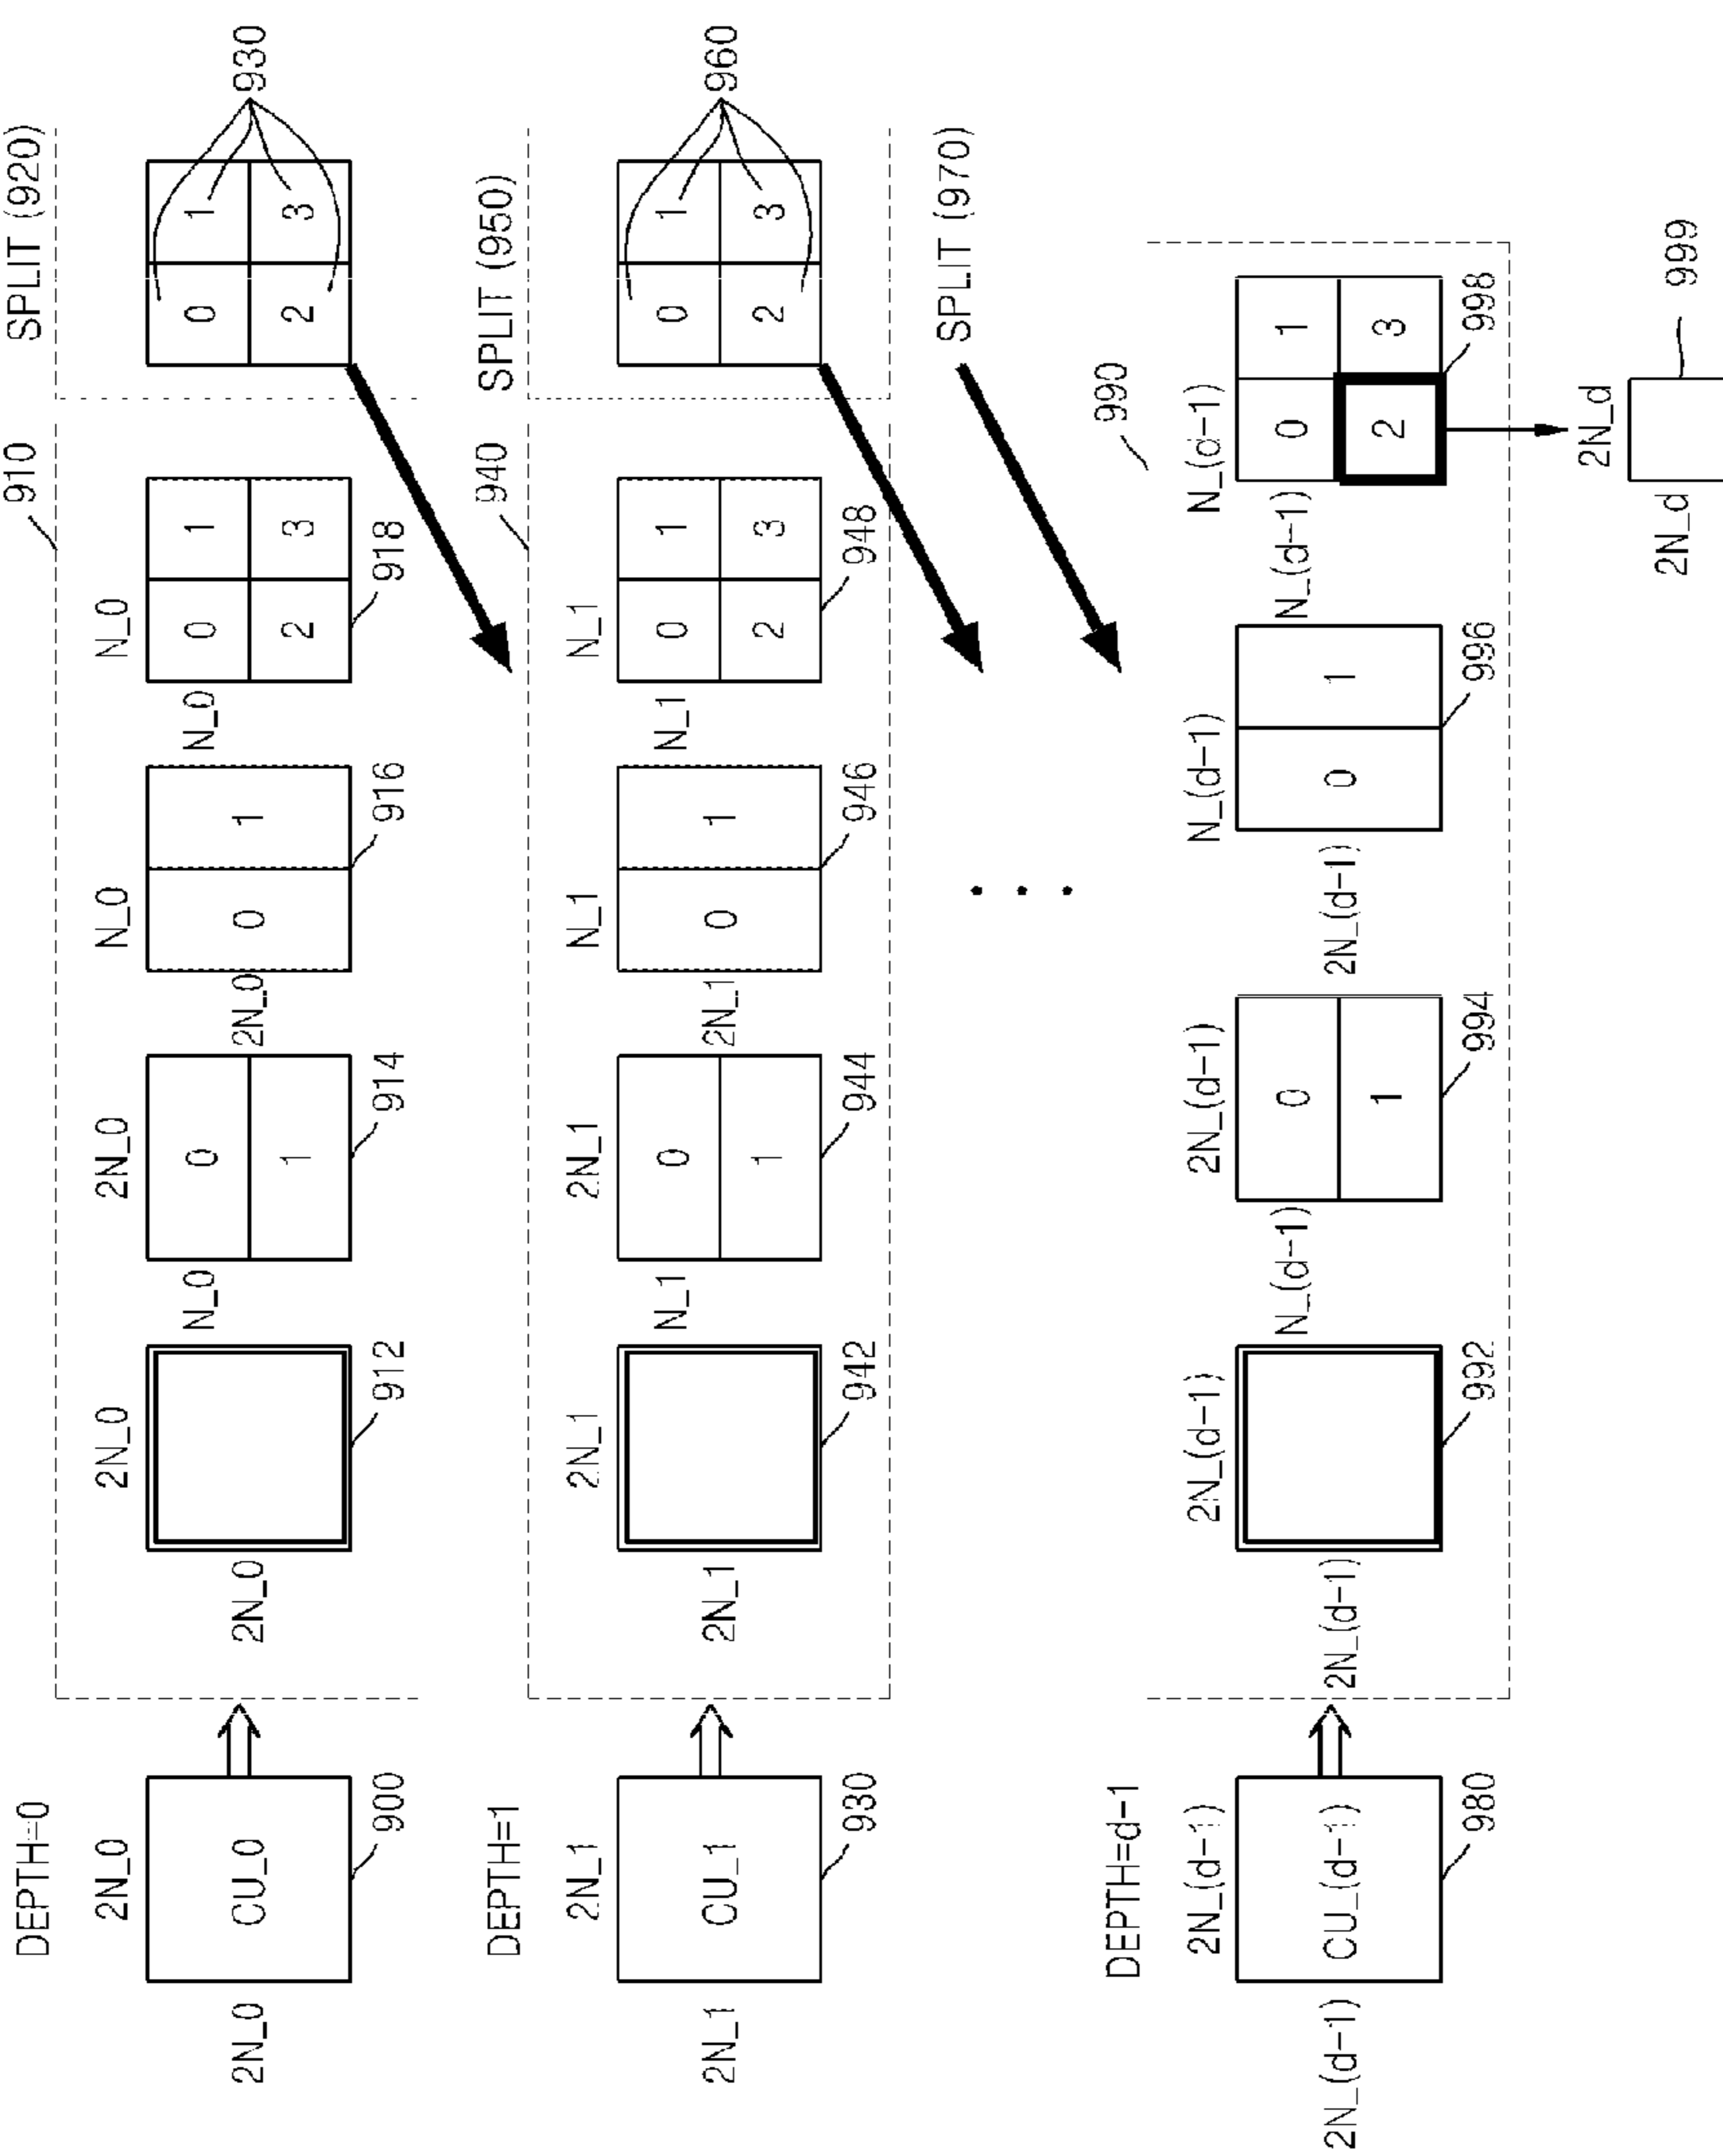 DEPTH=0
2N_0
2N_0
CU_0
900
910
2N_0
2N_0
912
2N_0
N_0
0
1
914
N_0
2N_0
0
1
916
N_0
N_0
0
1
2
3
918
SPLIT (920)
0
1
2
3
930
DEPTH=1
2N_1
2N_1
CU_1
930
940
2N_1
2N_1
942
2N_1
N_1
0
1
944
N_1
2N_1
0
1
946
N_1
N_1
0
1
2
3
948
SPLIT (950)
0
1
2
3
960
SPLIT (970)
DEPTH=d-1
2N_(d-1)
2N_(d-1)
CU_(d-1)
980
990
2N_(d-1)
2N_(d-1)
992
2N_(d-1)
N_(d-1)
0
1
994
N_(d-1)
2N_(d-1)
0
1
996
N_(d-1)
N_(d-1)
0
1
2
3
998
2N_d
2N_d
999